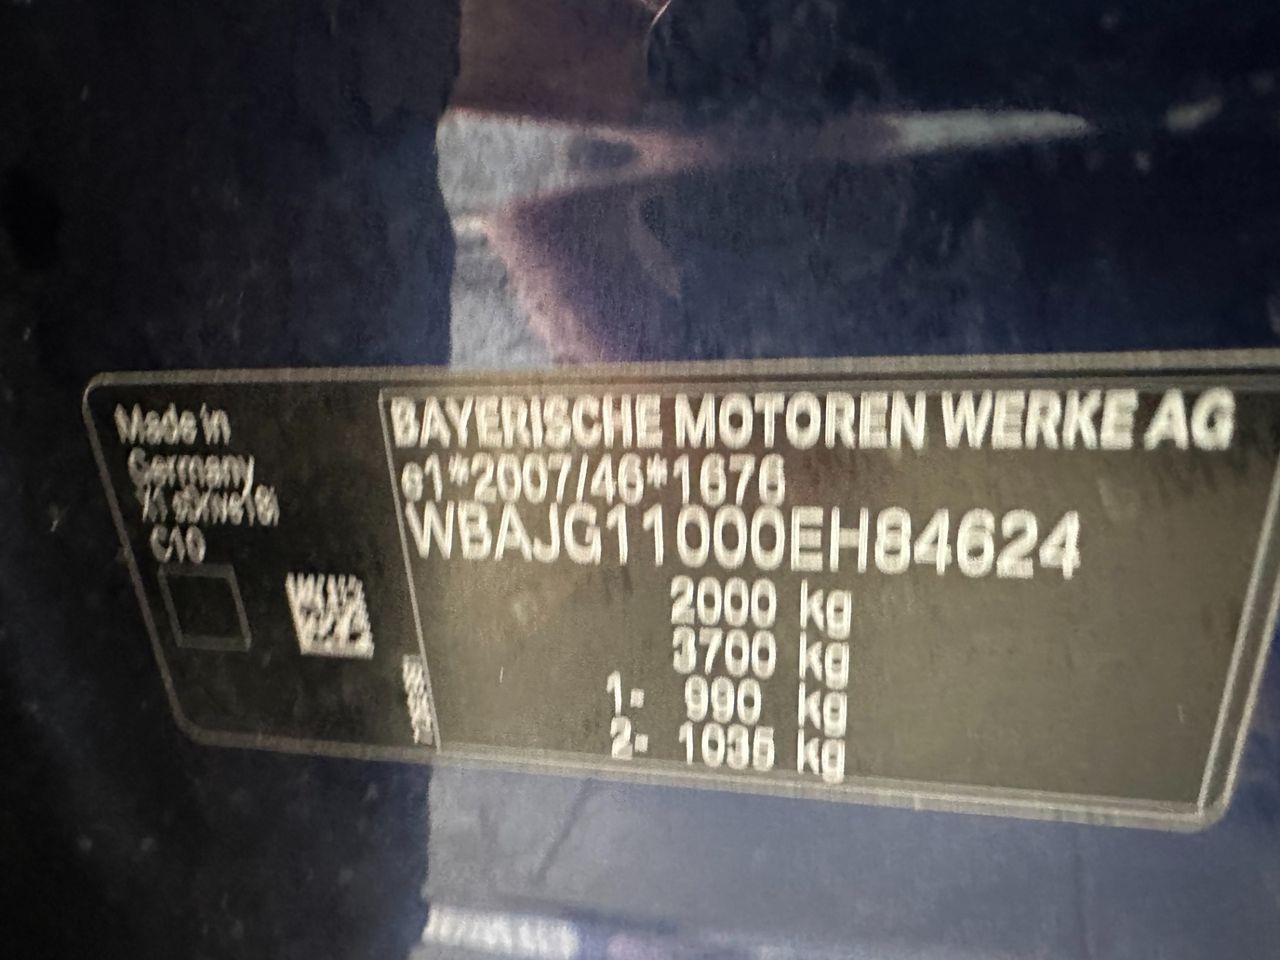 Made in
Germany
C10
BAYERISCHE MOTOREN WERKE AG
e1*2007/46*1676
WBAJG11000EH84624
2000 kg
3700 kg
1- 990 kg
2- 1035 kg